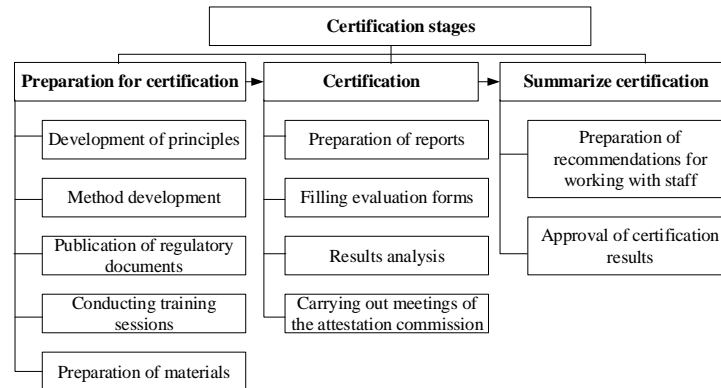 Certification stages
Preparation for certification
Certification
Summarize certification
Development of principles
Method development
Publication of regulatory
documents
Conducting training
sessions
Preparation of materials
Preparation of reports
Filling evaluation forms
Results analysis
Carrying out meetings of
the attestation commission
Preparation of
recommendations for
working with staff
Approval of certification
results